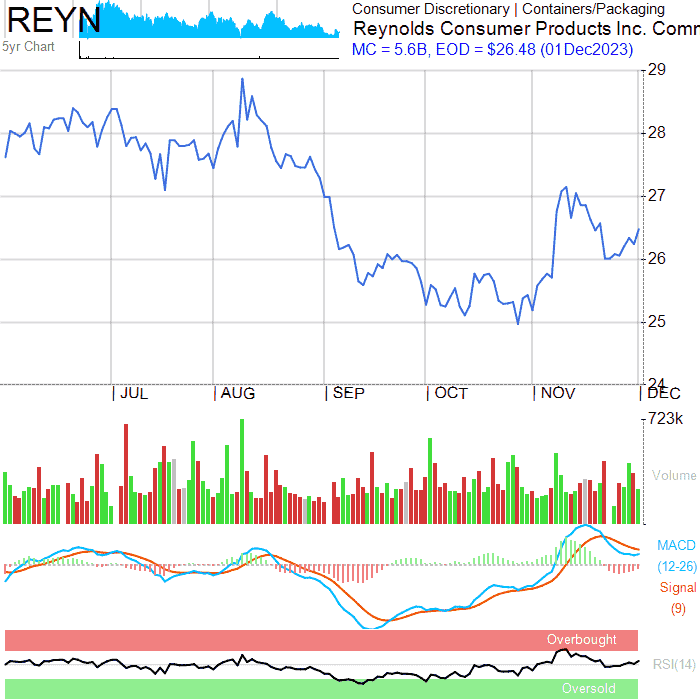 REYN
5yr Chart
Consumer Discretionary | Containers/Packaging
Reynolds Consumer Products Inc. Comm
MC = 5.6B, EOD = $26.48 (01Dec2023)
29
28
27
26
25
24
JUL
AUG
SEP
OCT
NOV
DEC
723k
Volume
MACD
(12-26)
Signal
(9)
Overbought
RSI(14)
Oversold